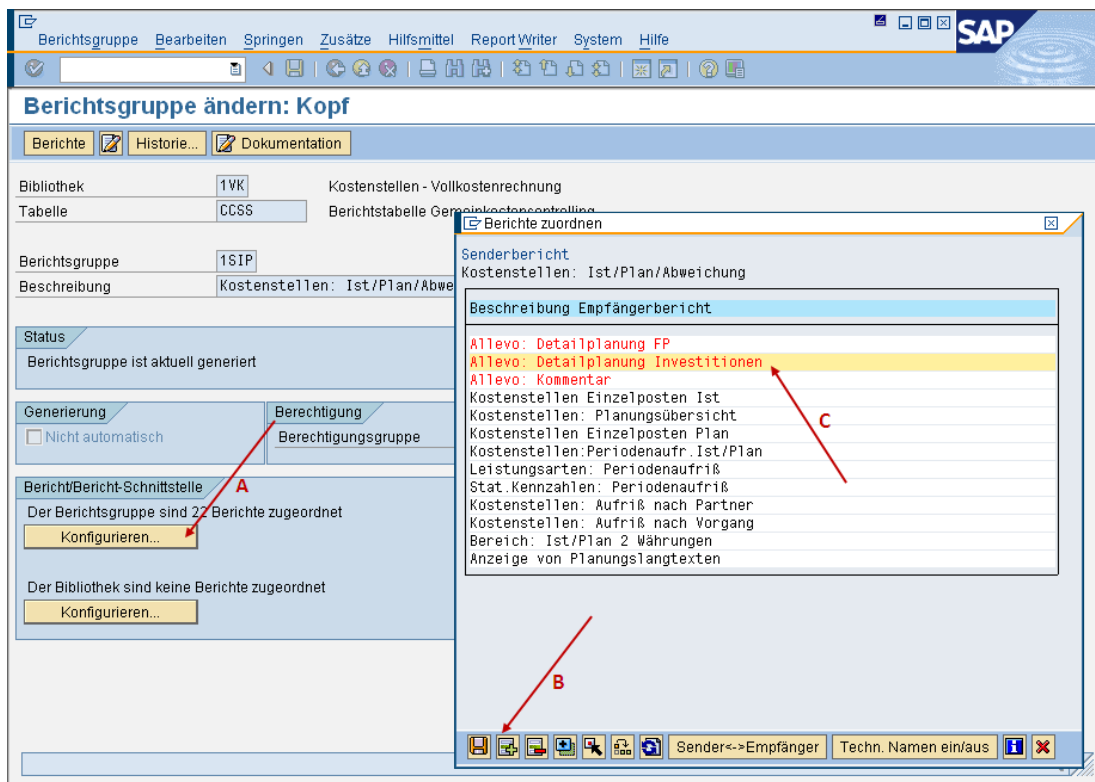 Berichtsgruppe Bearbeiten Springen Zusätze Hilfsmittel Report Writer System Hilfe
SAP
Berichtsgruppe ändern: Kopf
Berichte Historie... Dokumentation
Bibliothek 1VK Kostenstellen - Vollkostenrechnung
Tabelle CCSS Berichtstabelle Gemeinkostencontrolling
Berichtsgruppe 1SIP
Beschreibung Kostenstellen: Ist/Plan/Abwe
Status
Berichtsgruppe ist aktuell generiert
Generierung Berechtigung
Nicht automatisch Berechtigungsgruppe
Bericht/Bericht-Schnittstelle A
Der Berichtsgruppe sind 22 Berichte zugeordnet
Konfigurieren...
Der Bibliothek sind keine Berichte zugeordnet
Konfigurieren...
Berichte zuordnen
Senderbericht
Kostenstellen: Ist/Plan/Abweichung
Beschreibung Empfängerbericht
Allevo: Detailplanung FP
Allevo: Detailplanung Investitionen
Allevo: Kommentar
Kostenstellen Einzelposten Ist
Kostenstellen: Planungsübersicht
C
Kostenstellen Einzelposten Plan
Kostenstellen:Periodenaufr.Ist/Plan
Leistungsarten: Periodenaufriß
Stat.Kennzahlen: Periodenaufriß
Kostenstellen: Aufriß nach Partner
Kostenstellen: Aufriß nach Vorgang
Bereich: Ist/Plan 2 Währungen
Anzeige von Planungslangtexten
B
Sender<->Empfänger Techn. Namen ein/aus